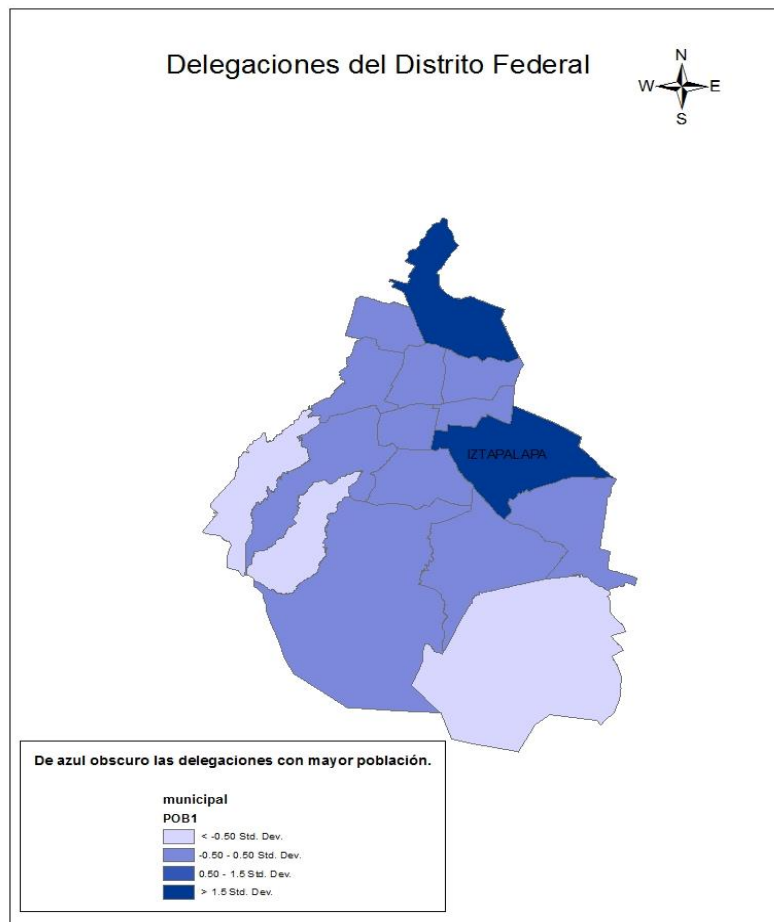 Delegaciones del Distrito Federal
N
W E
S
IZTAPALAPA
De azul obscuro las delegaciones con mayor población.
municipal
POB1
< -0.50 Std. Dev.
-0.50 - 0.50 Std. Dev.
0.50 - 1.5 Std. Dev.
> 1.5 Std. Dev.